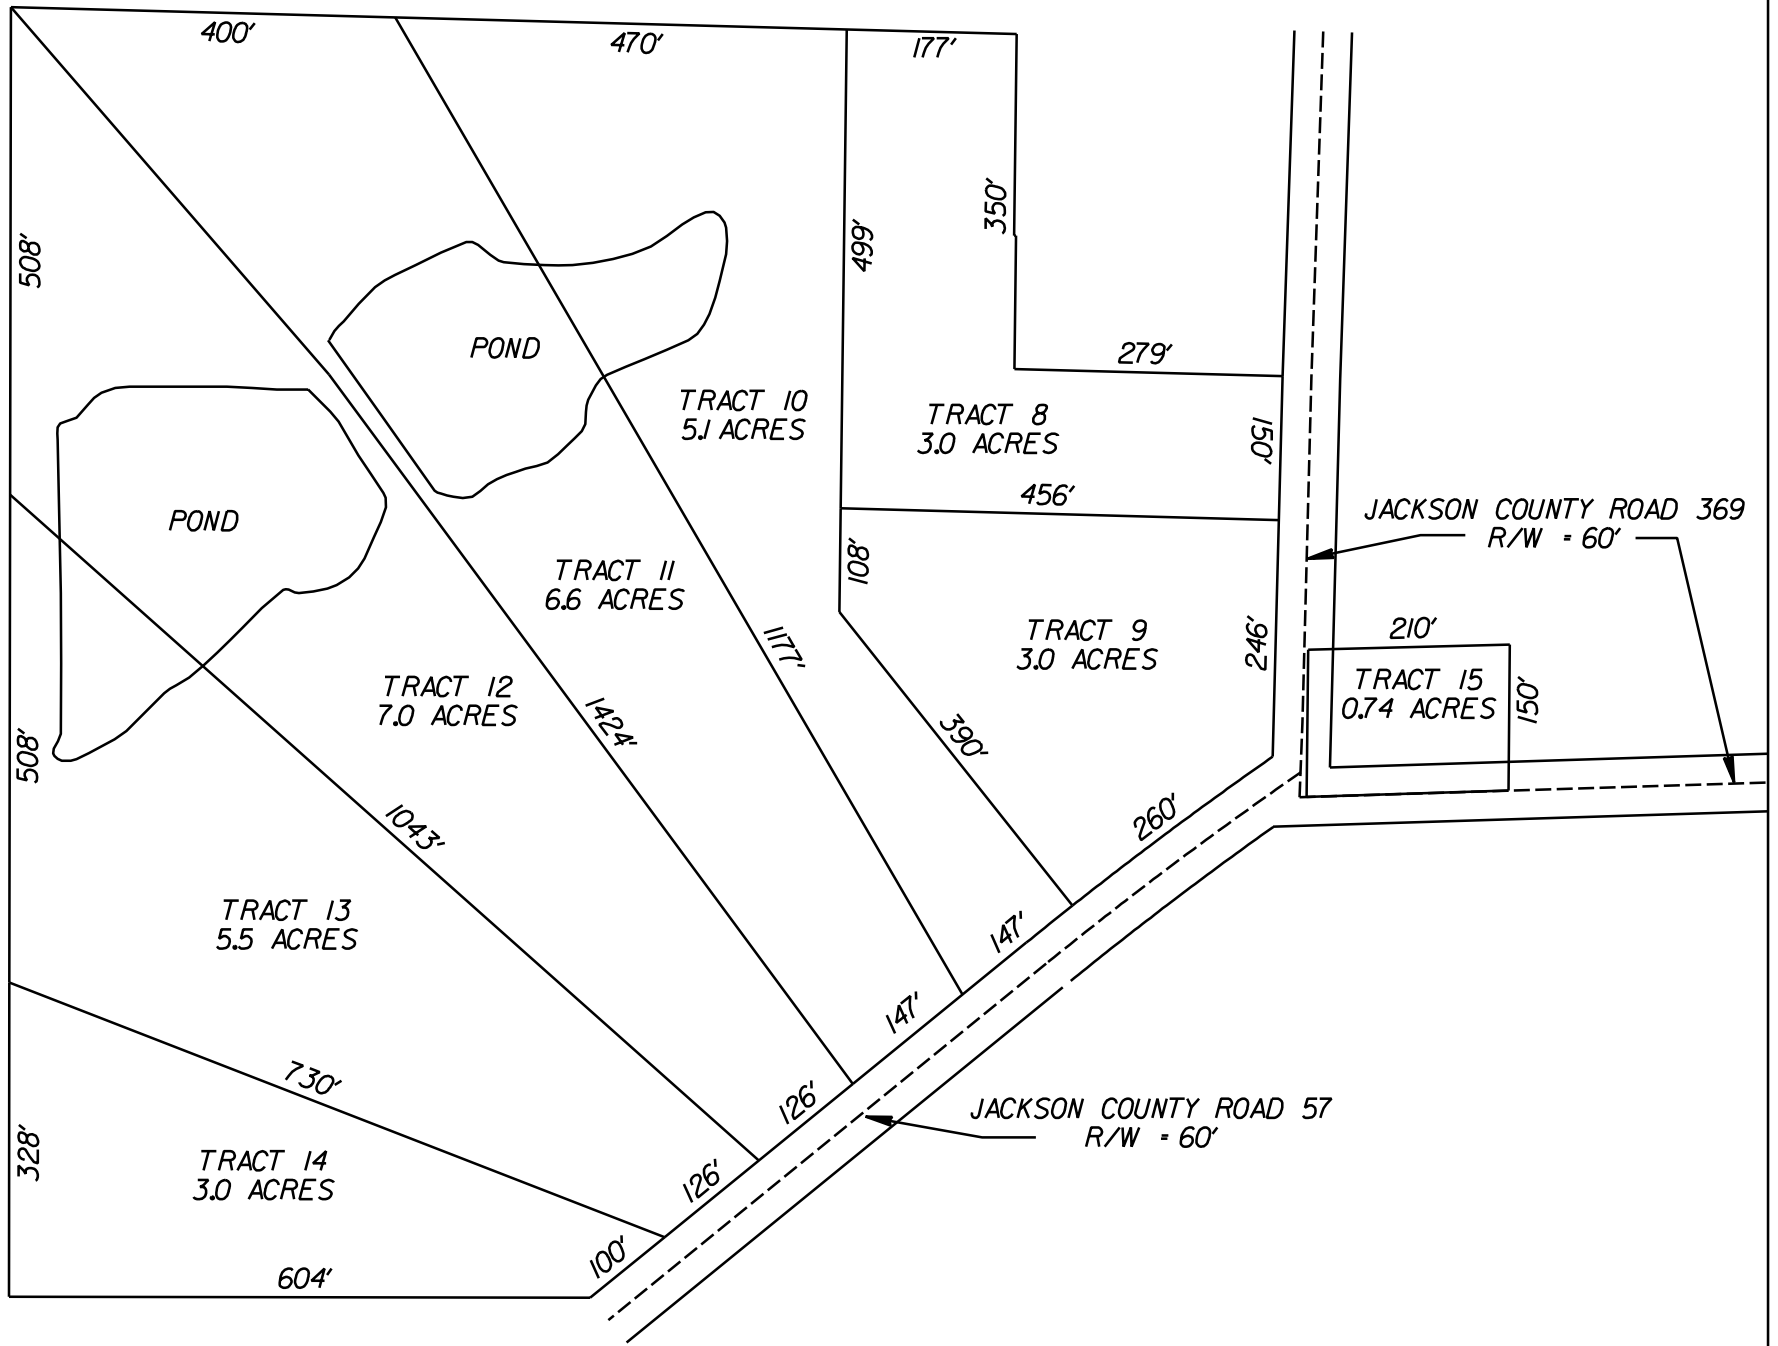 400'
470'
177'
508'
350'
499'
POND
279'
TRACT 10
5.1 ACRES
TRACT 8
3.0 ACRES
150'
456'
JACKSON COUNTY ROAD 369
R/W = 60'
POND
108'
TRACT 11
6.6 ACRES
TRACT 9
3.0 ACRES
246'
210'
TRACT 15
0.74 ACRES
150'
1177'
TRACT 12
7.0 ACRES
1424'
390'
508'
1043'
260'
TRACT 13
5.5 ACRES
147'
147'
730'
126'
JACKSON COUNTY ROAD 57
R/W = 60'
328'
TRACT 14
3.0 ACRES
126'
100'
604'